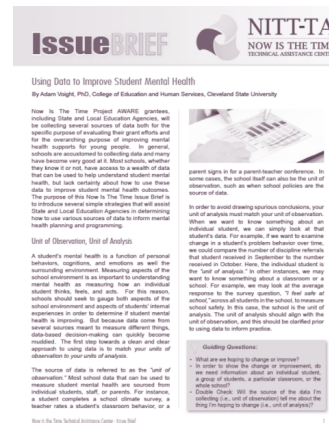 Issue BRIEF
NITT-TA
NOW IS THE TIME
TECHNICAL ASSISTANCE CENTER
Using Data to Improve Student Mental Health
By Adam Voight, PhD, College of Education and Human Services, Cleveland State University
Now Is The Time Project AWARE grantees,
including State and Local Education Agencies, will
be collecting several sources of data both for the
specific purpose of evaluating their grant efforts and
for the overarching purpose of improving mental
health supports for young people. In general,
schools are accustomed to collecting data and many
have become very good at it. Most schools, whether
they know it or not, have access to a wealth of data
that can be used to help understand student mental
health, but lack certainty about how to use these
data to improve student mental health outcomes.
The purpose of this Now Is The Time Issue Brief is
to introduce several simple strategies that will assist
State and Local Education Agencies in determining
how to use various sources of data to inform mental
health planning and programming.
Unit of Observation, Unit of Analysis
A student's mental health is a function of personal
behaviors, cognitions, and emotions as well the
surrounding environment. Measuring aspects of the
school environment is as important to understanding
mental health as measuring how an individual
student thinks, feels, and acts. For this reason,
schools should seek to gauge both aspects of the
school environment and aspects of students' internal
experiences in order to determine if student mental
health is improving. But because data come from
several sources meant to measure different things,
data-based decision-making can quickly become
muddled. The first step towards a clean and clear
approach to using data is to match your units of
observation to your units of analysis.
The source of data is referred to as the "unit of
observation." Most school data that can be used to
measure student mental health are sourced from
individual students, staff, or parents. For instance,
a student completes a school climate survey, a
teacher rates a student's classroom behavior, or a
parent signs in for a parent-teacher conference. In
some cases, the school itself can also be the unit of
observation, such as when school policies are the
source of data.
In order to avoid drawing spurious conclusions, your
unit of analysis must match your unit of observation.
When we want to know something about an
individual student, we can simply look at that
student's data. For example, if we want to examine
change in a student's problem behavior over time,
we could compare the number of discipline referrals
that student received in September to the number
received in October. Here, the individual student is
the "unit of analysis." In other instances, we may
want to know something about a classroom or a
school. For example, we may look at the average
response to the survey question, "I feel safe at
school," across all students in the school, to measure
school safety. In this case, the school is the unit of
analysis. The unit of analysis should align with the
unit of observation, and this should be clarified prior
to using data to inform practice.
Guiding Questions:
- What are we hoping to change or improve?
- In order to show the change or improvement, do
we need information about an individual student,
a group of students, a particular classroom, or the
whole school?
- Double Check: Will the source of the data I'm
collecting (i.e., unit of observation) tell me about the
thing I'm hoping to change (i.e., unit of analysis)?
Now is the Time Technical Assistance Center - Issue Brief
1